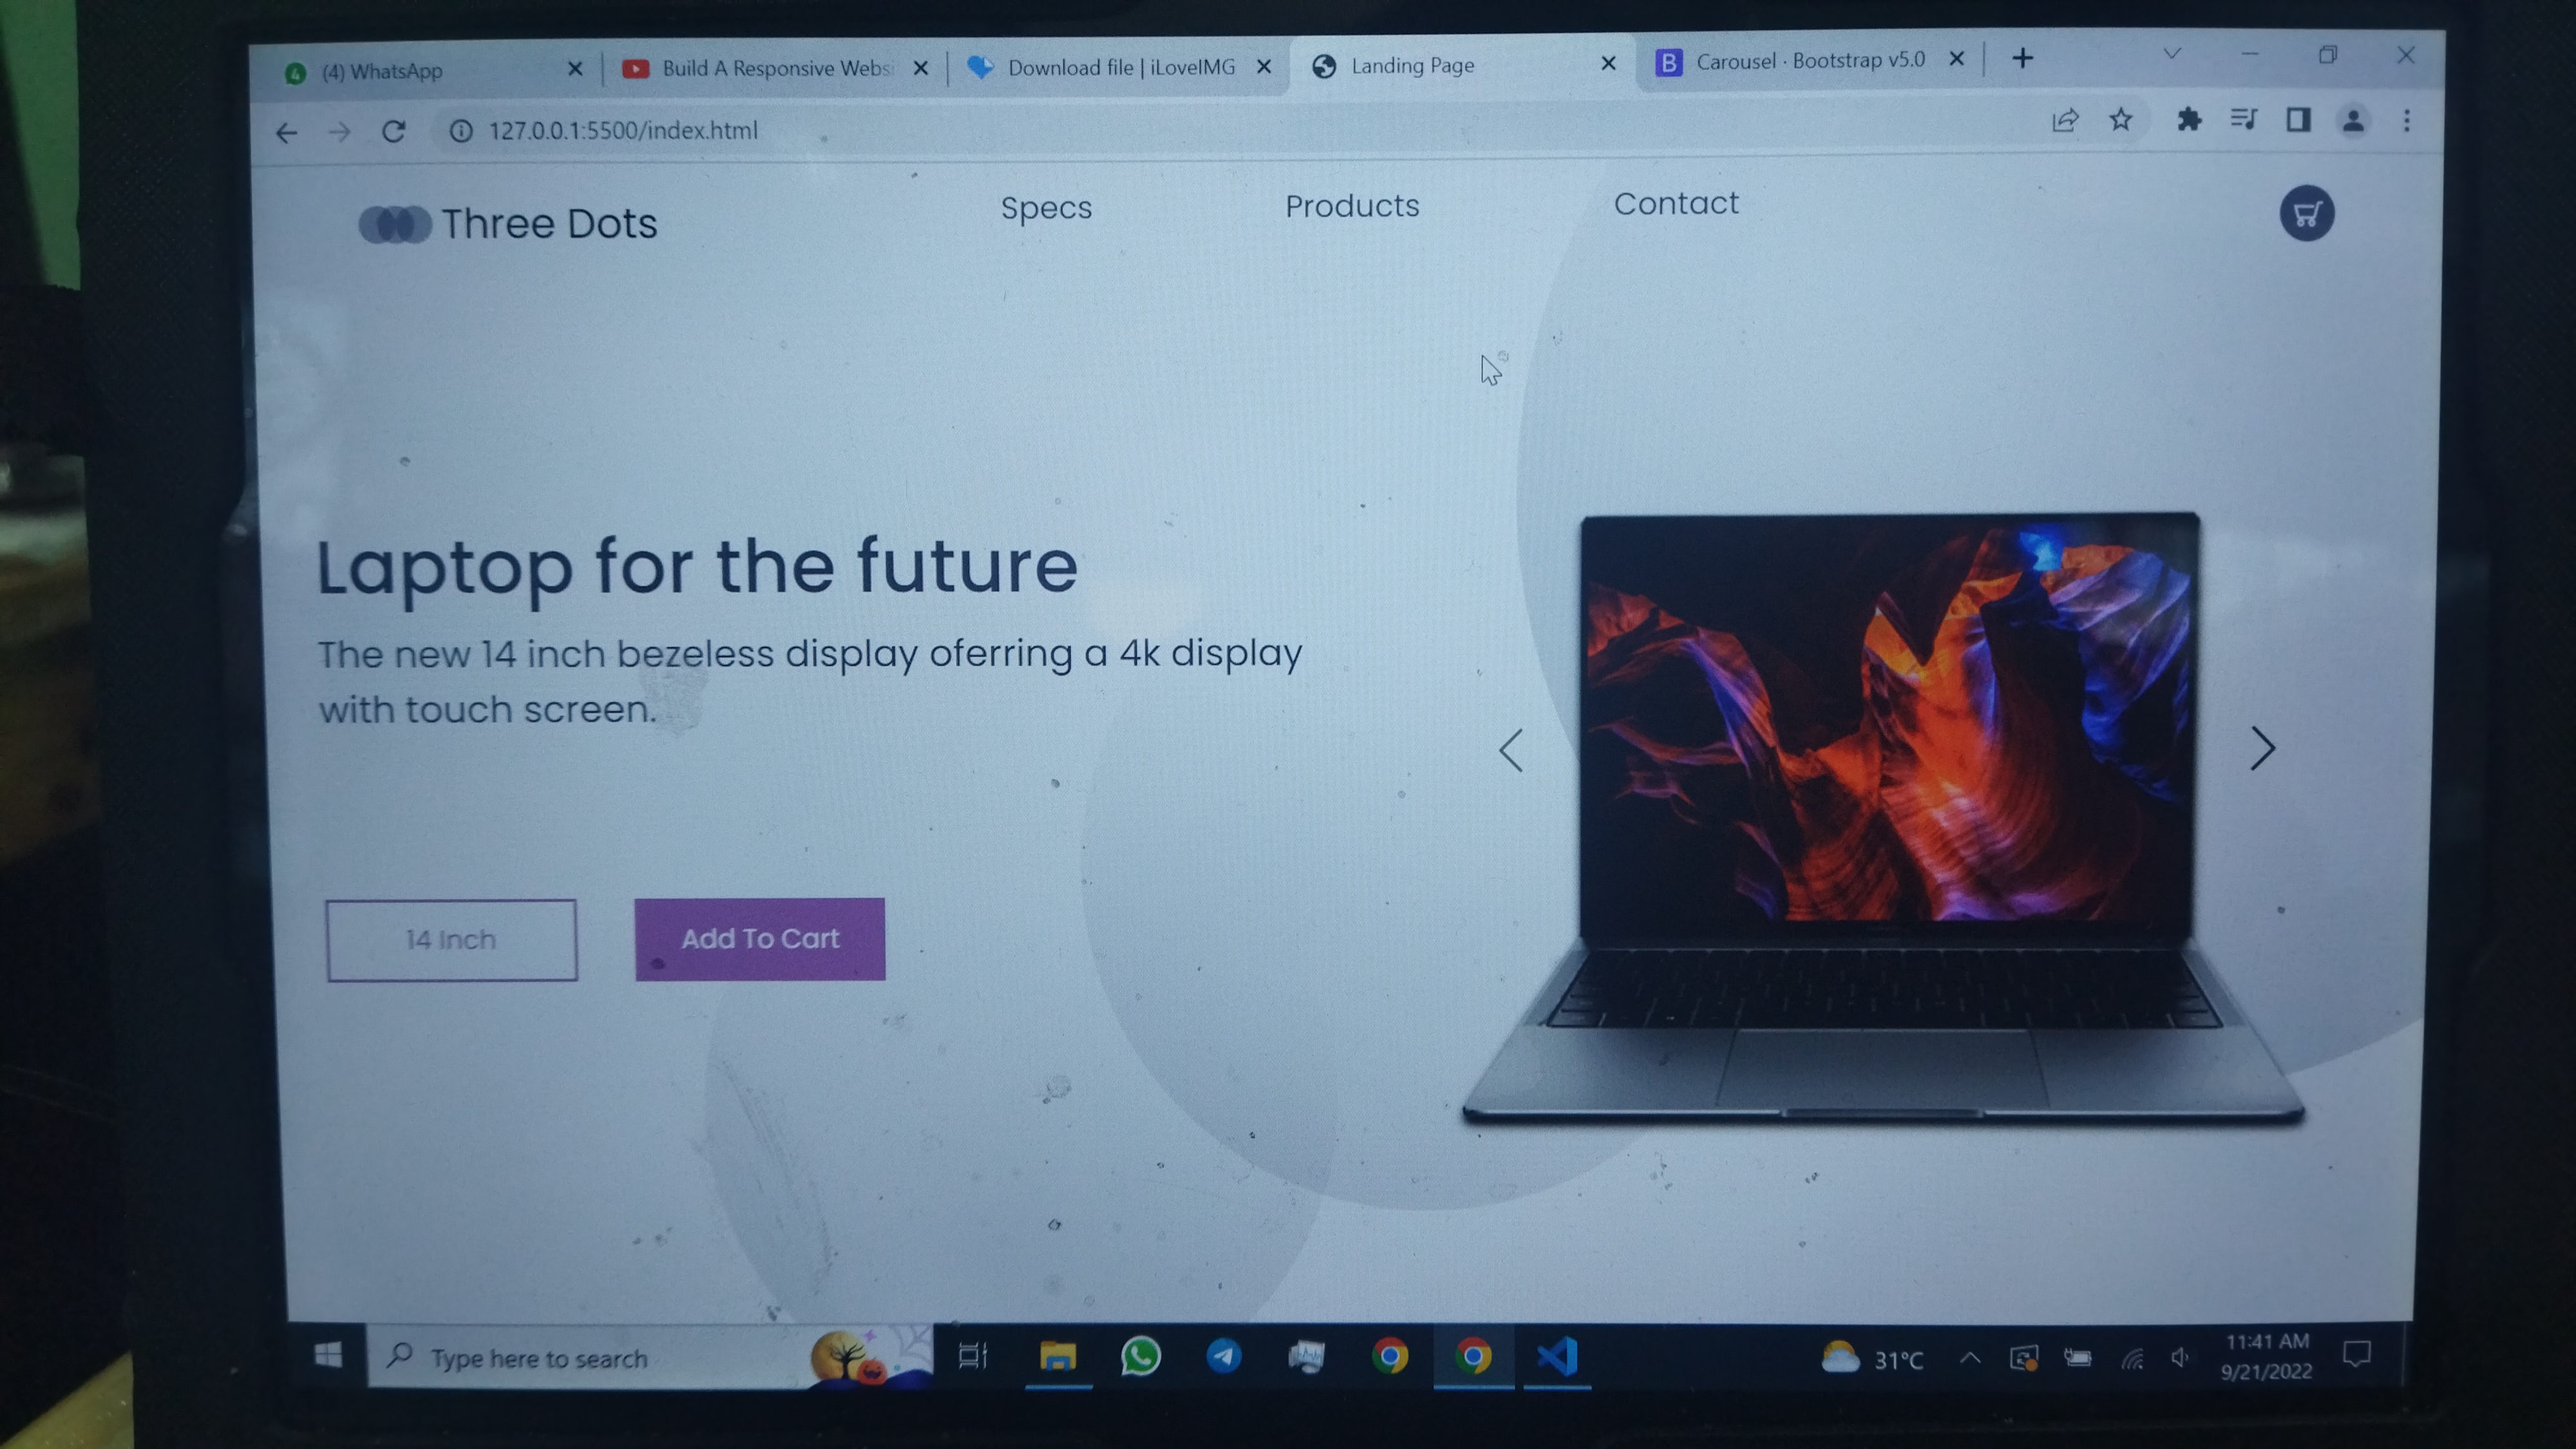 (4) WhatsApp
Build A Responsive Webs
Download file | iLoveIMG
Landing Page
Carousel · Bootstrap v5.0
127.0.0.1:5500/index.html
Three Dots
Specs
Products
Contact
Laptop for the future
The new 14 inch bezeless display oferring a 4k display
with touch screen.
14 Inch
Add To Cart
Type here to search
31°C
11:41 AM
9/21/2022